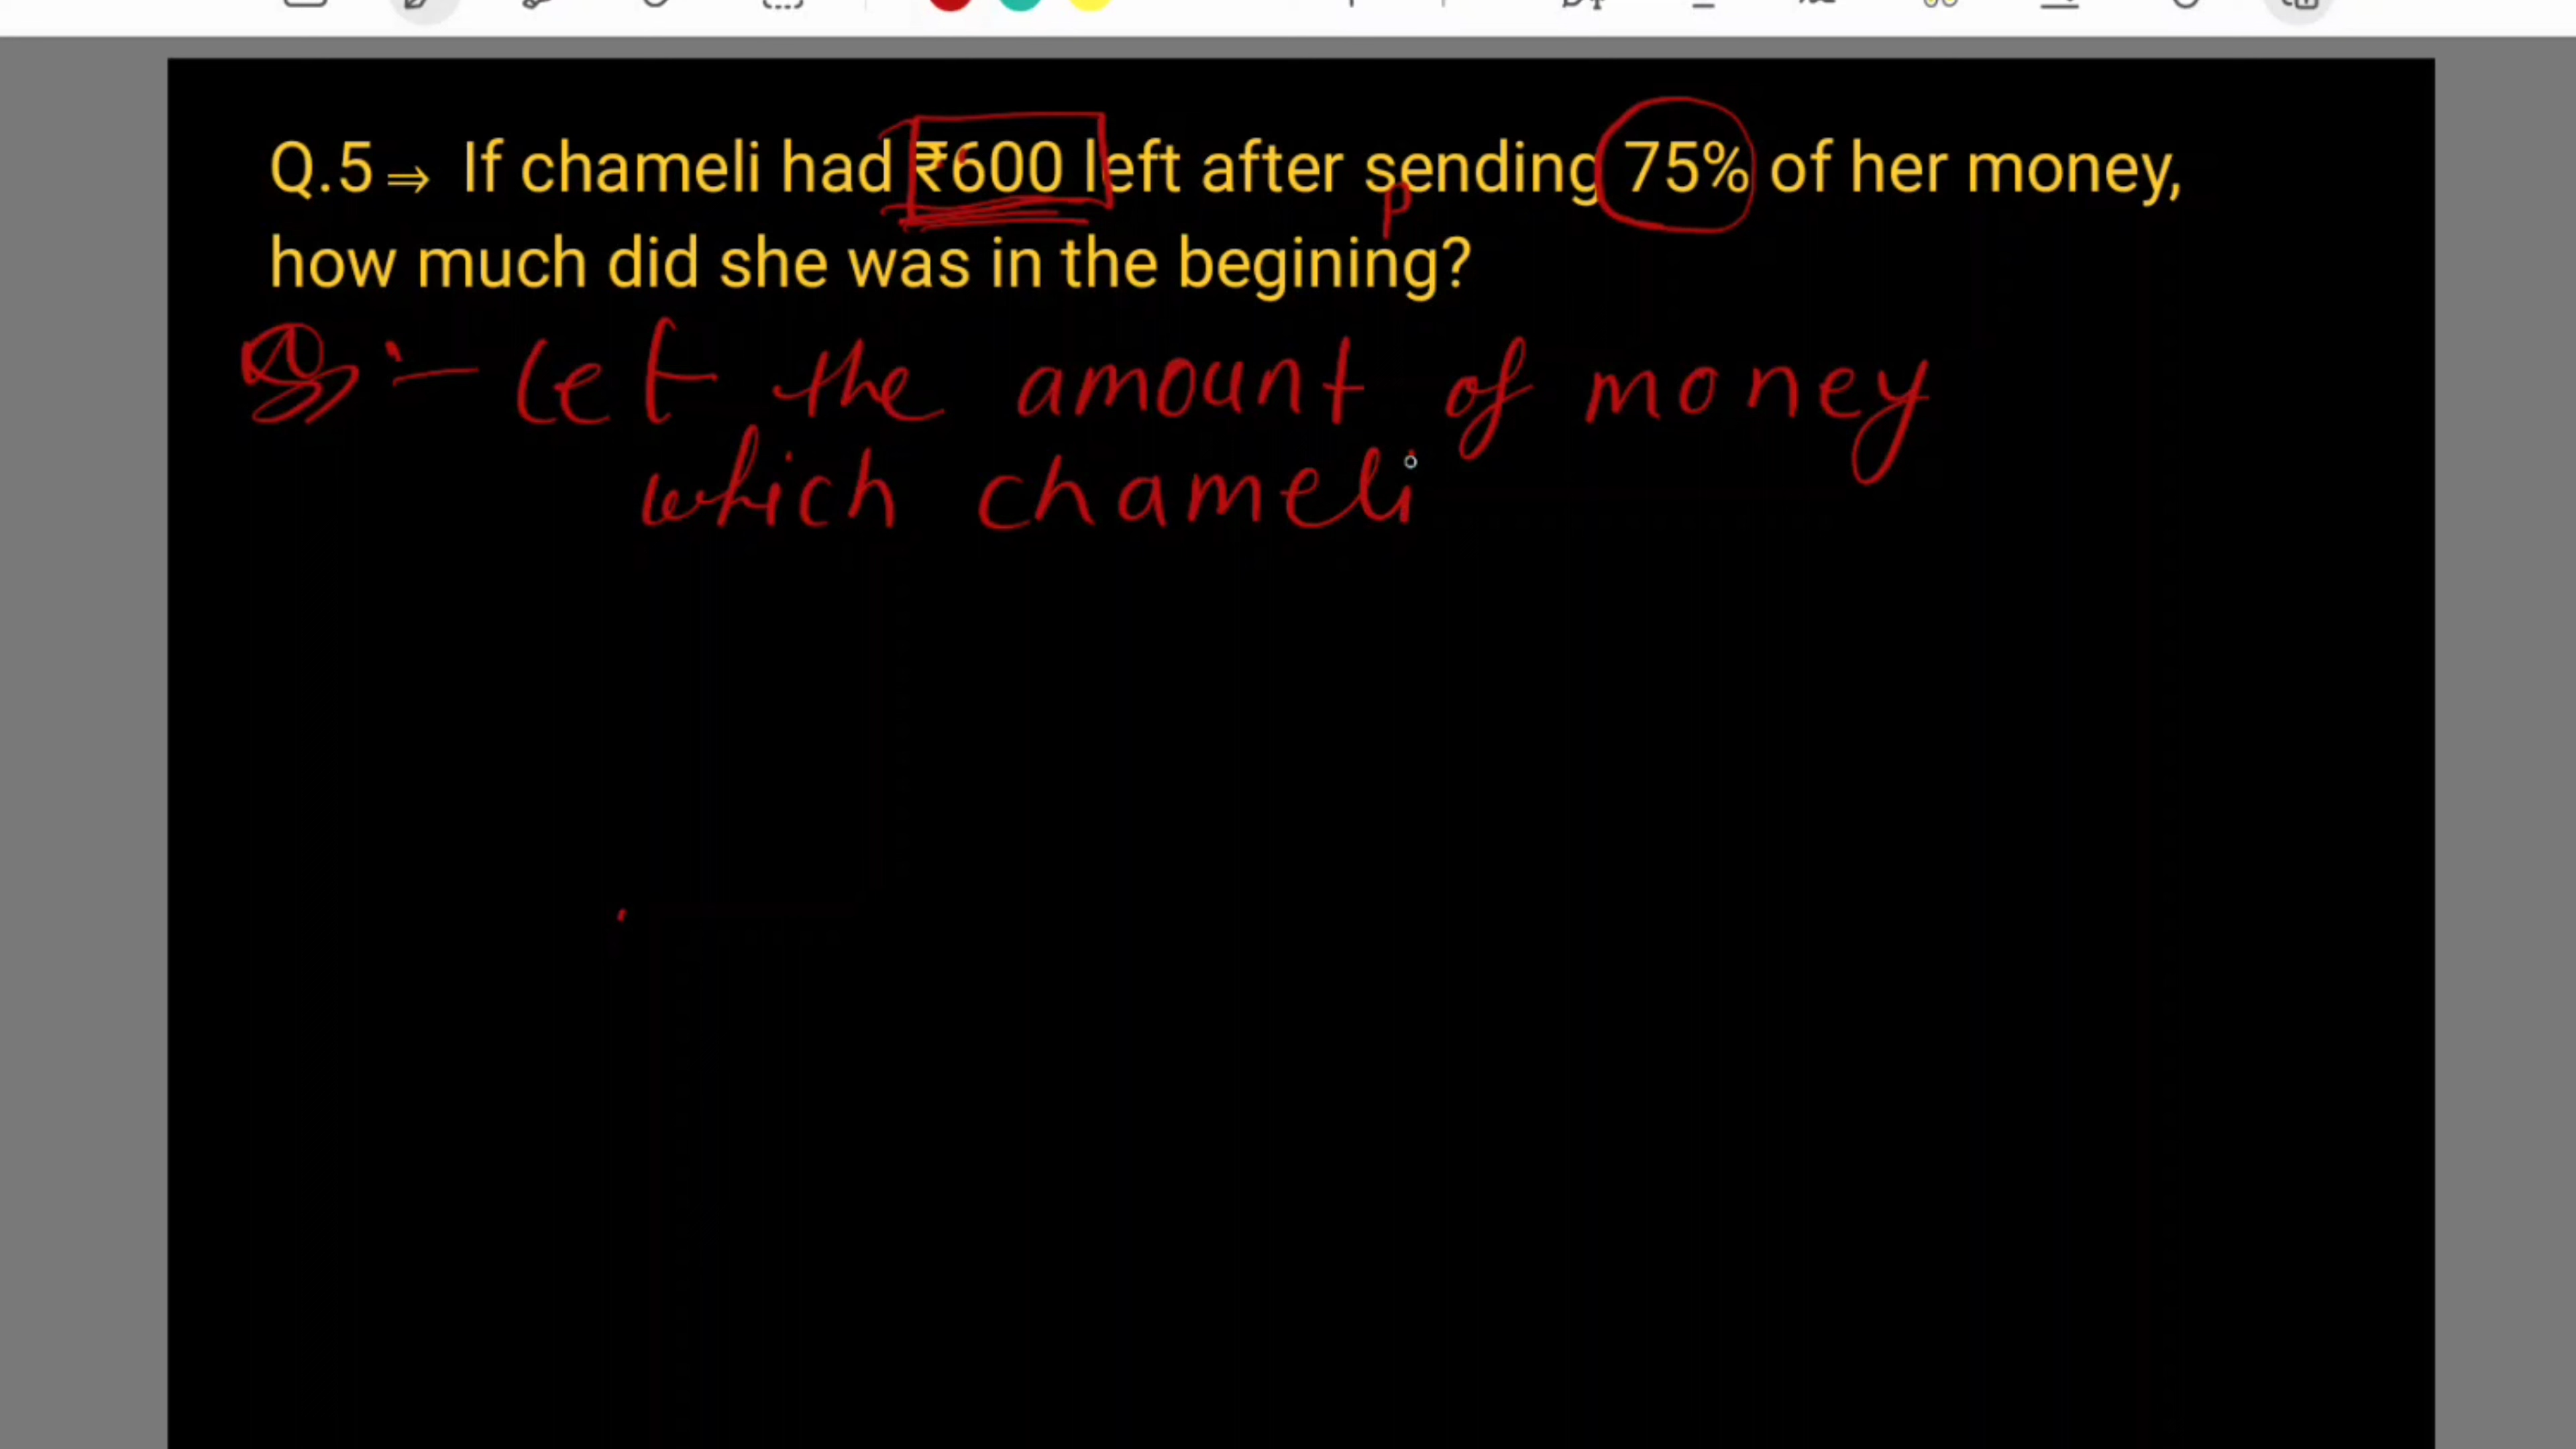 Q.5 ⇒ If chameli had ₹600 left after sending 75% of her money,
p
how much did she was in the begining?
:- Let the amount of money
which chameli